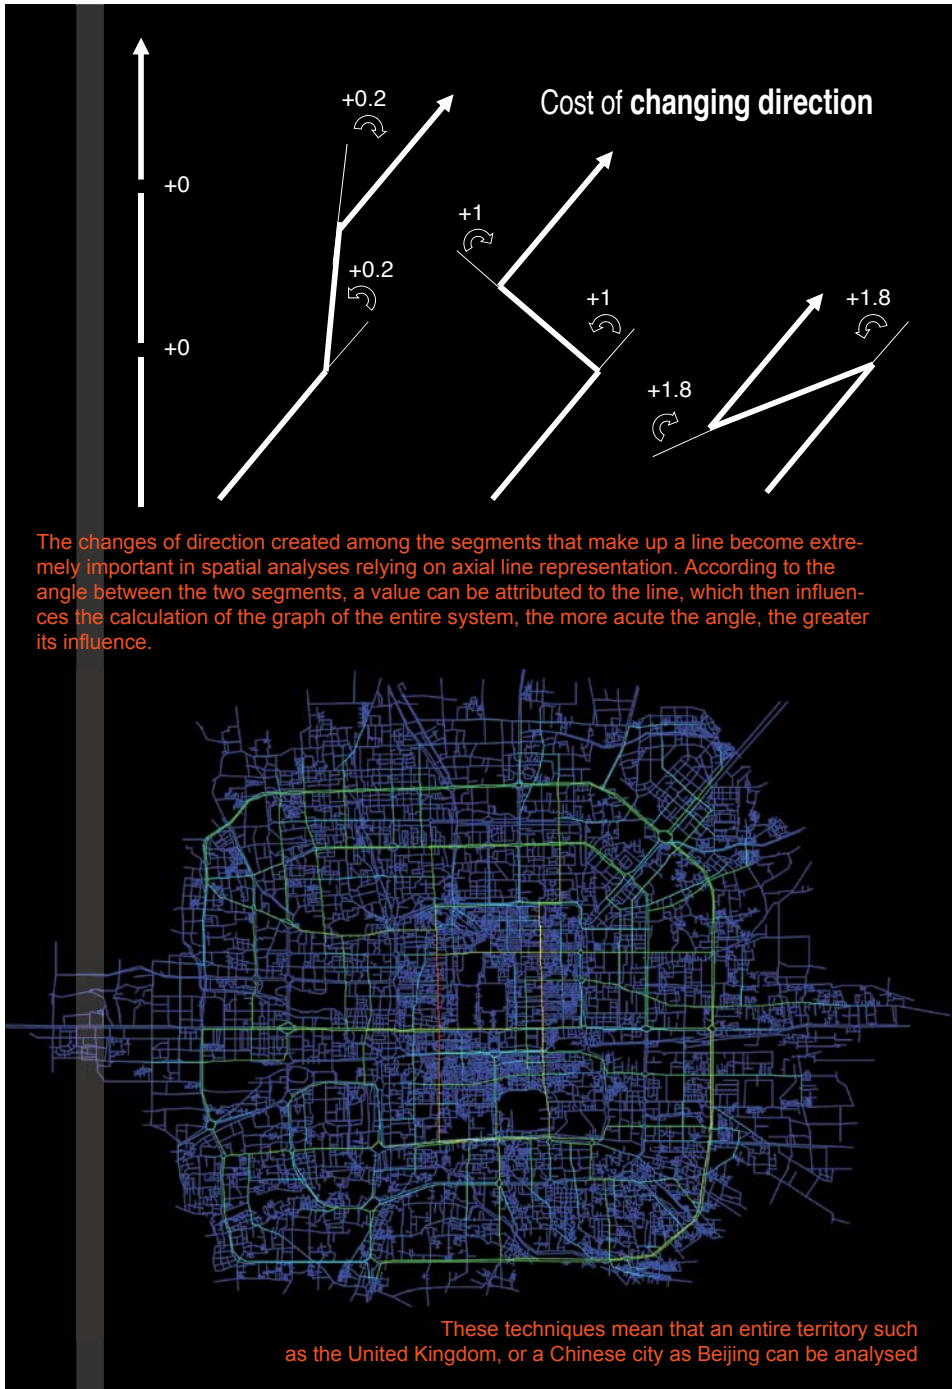 +0.2
Cost of changing direction
+0
+1
+0.2
+1
+1.8
+0
+1.8
The changes of direction created among the segments that make up a line become extre-
mely important in spatial analyses relying on axial line representation. According to the
angle between the two segments, a value can be attributed to the line, which then influen-
ces the calculation of the graph of the entire system, the more acute the angle, the greater
its influence.
These techniques mean that an entire territory such
as the United Kingdom, or a Chinese city as Beijing can be analysed